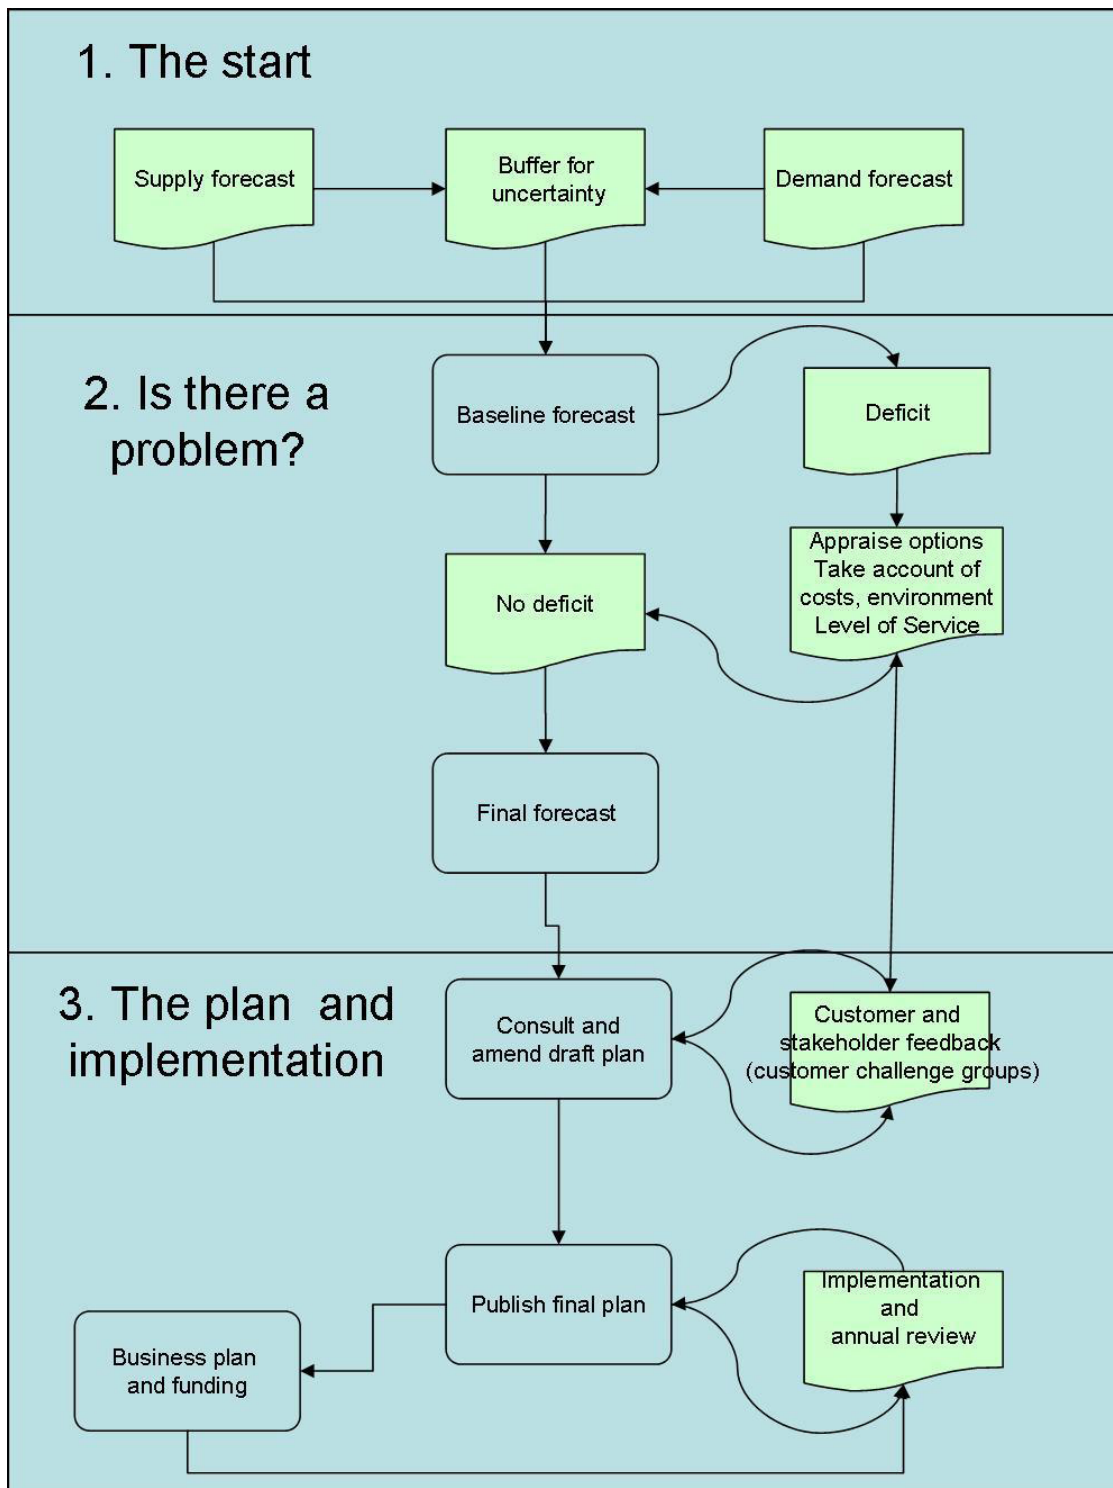 1. The start
Supply forecast
Buffer for
uncertainty
Demand forecast
2. Is there a
problem?
Baseline forecast
Deficit
Appraise options
Take account of
costs, environment
Level of Service
No deficit
Final forecast
3. The plan and
implementation
Consult and
amend draft plan
Customer and
stakeholder feedback
(customer challenge groups)
Publish final plan
Implementation
and
annual review
Business plan
and funding